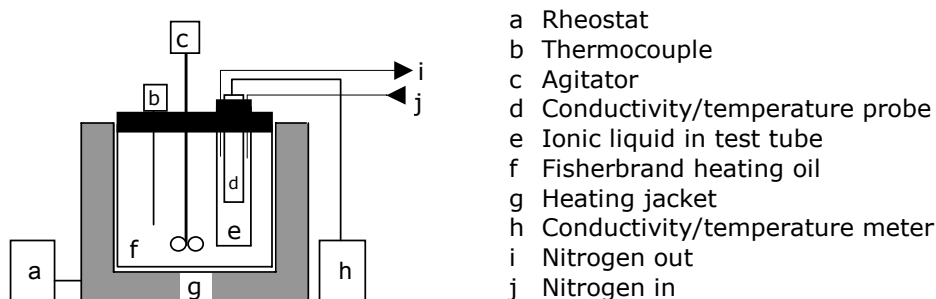 c
b
i
j
d
e
f
a
g
h
a Rheostat
b Thermocouple
c Agitator
d Conductivity/temperature probe
e Ionic liquid in test tube
f Fisherbrand heating oil
g Heating jacket
h Conductivity/temperature meter
i Nitrogen out
j Nitrogen in